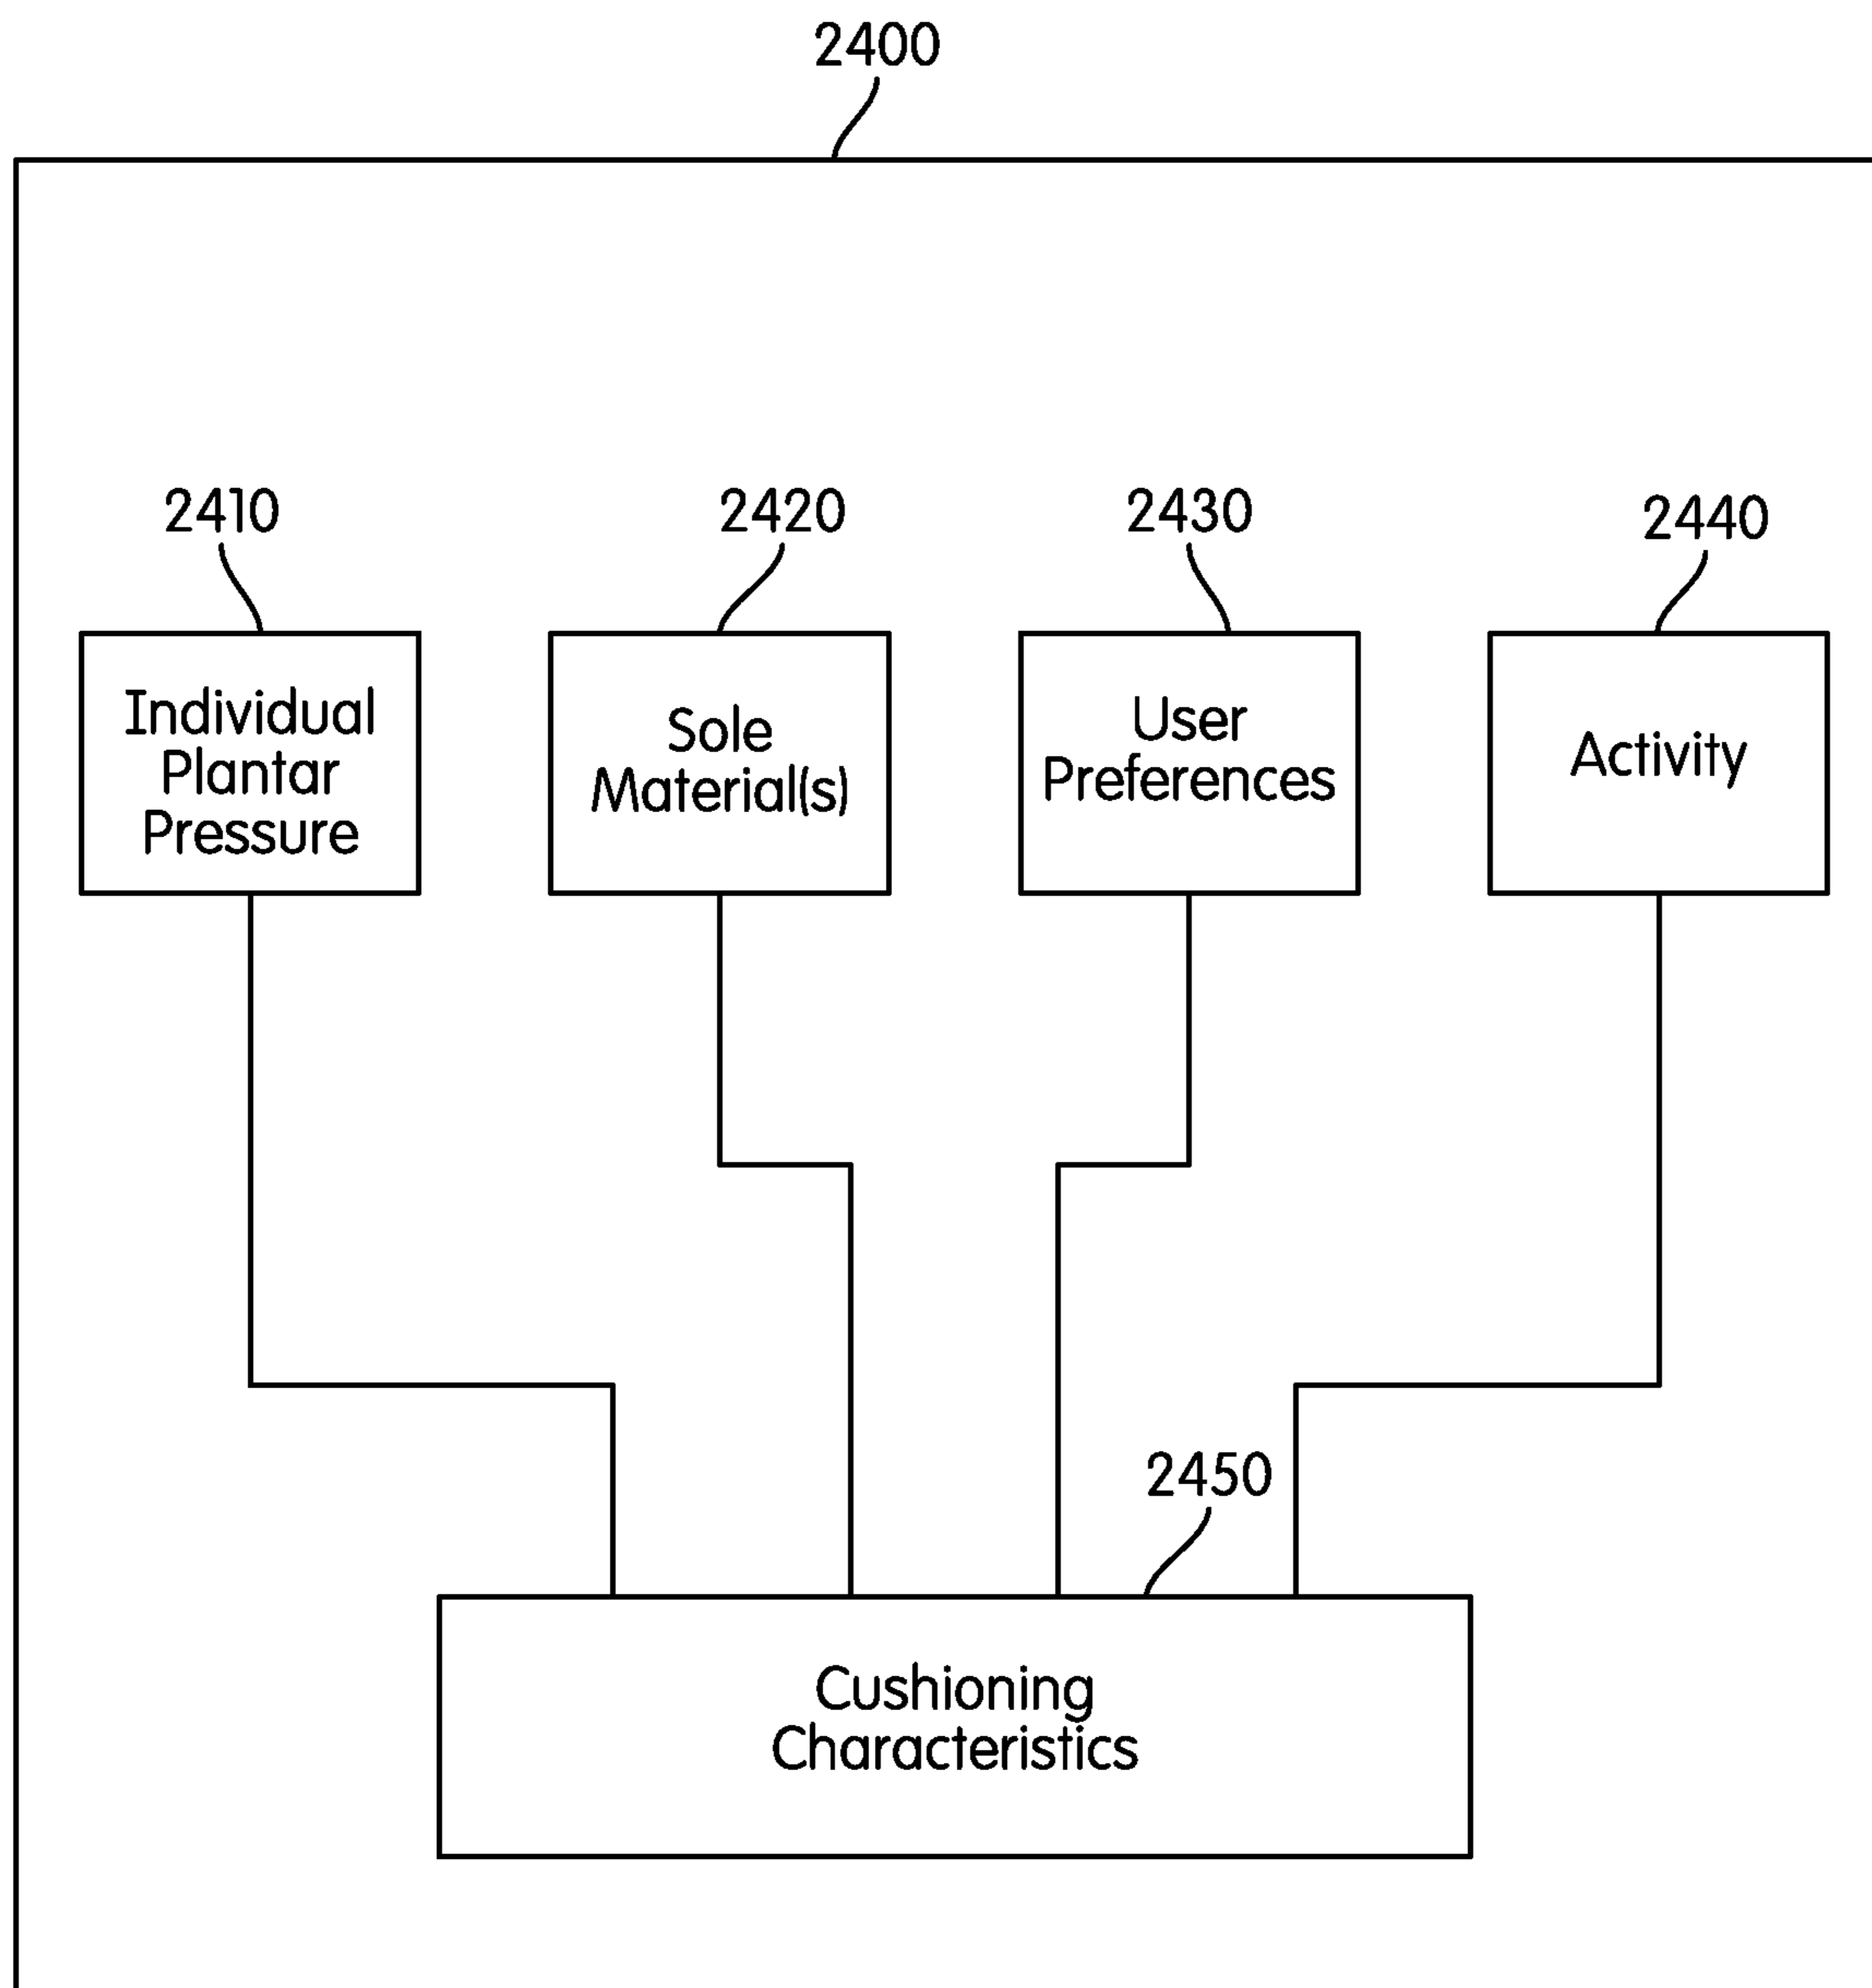 2400
2410
2420
2430
2440
Individual
Plantar
Pressure
Sole
Material(s)
User
Preferences
Activity
2450
Cushioning
Characteristics